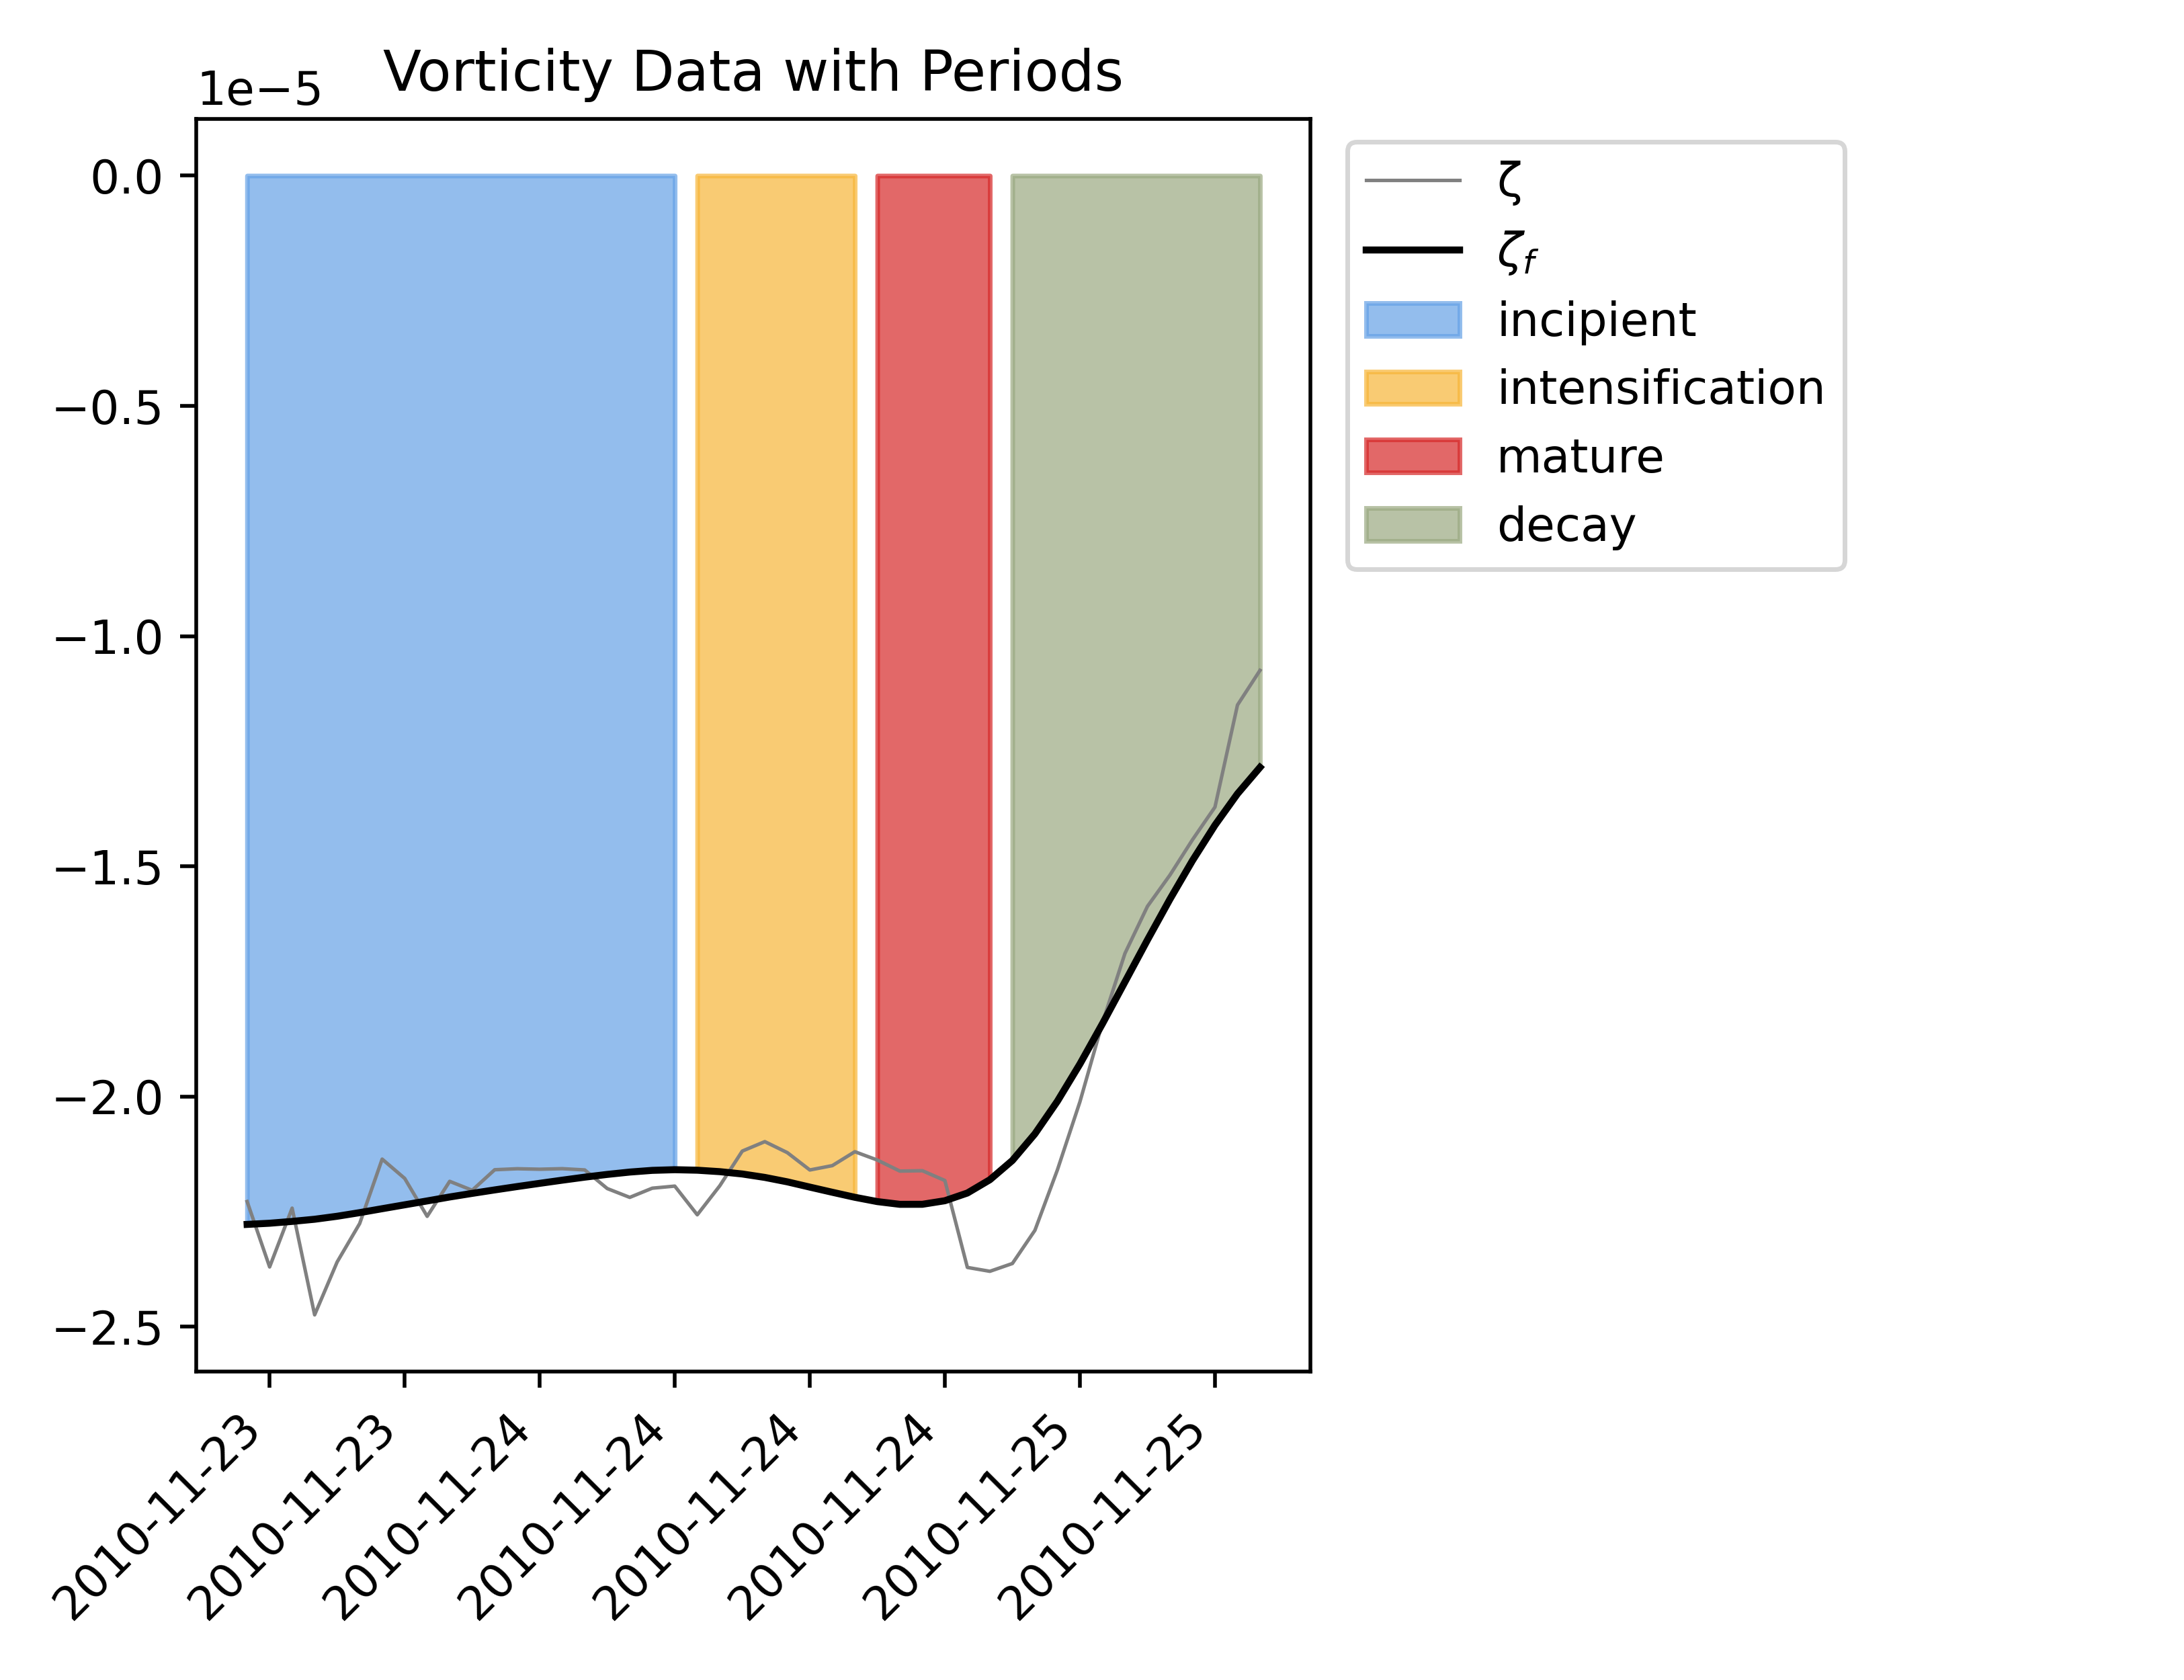 Vorticity Data with Periods
1e−5
0.0
−0.5
−1.0
−1.5
−2.0
−2.5
2010-11-23
2010-11-23
2010-11-24
2010-11-24
2010-11-24
2010-11-24
2010-11-25
2010-11-25
ζ
ζf
incipient
intensification
mature
decay